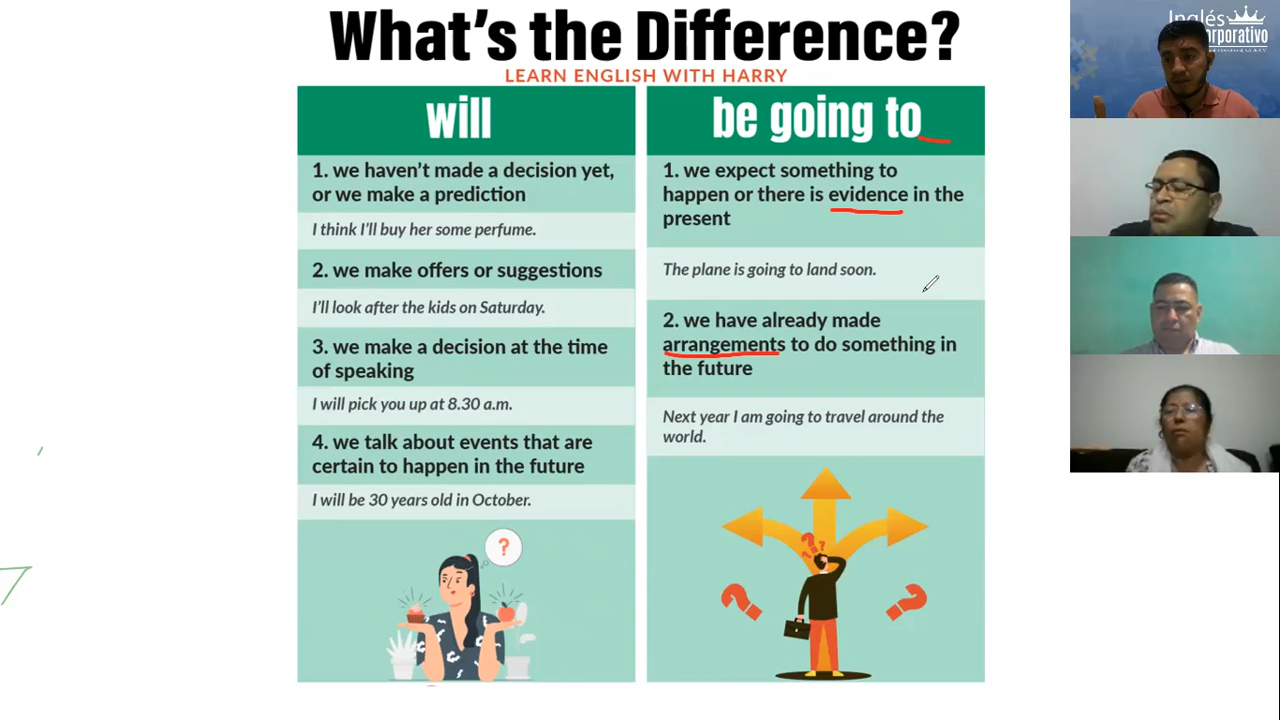 What's the Difference?
LEARN ENGLISH WITH HARRY
will
1. we haven't made a decision yet,
or we make a prediction
I think I'll buy her some perfume.
2. we make offers or suggestions
I'll look after the kids on Saturday.
3. we make a decision at the time
of speaking
I will pick you up at 8.30 a.m.
4. we talk about events that are
certain to happen in the future
I will be 30 years old in October.
?
be going to
1. we expect something to
happen or there is evidence in the
present
The plane is going to land soon.
2. we have already made
arrangements to do something in
the future
Next year I am going to travel around the
world.
? ?
? ?
Inglés